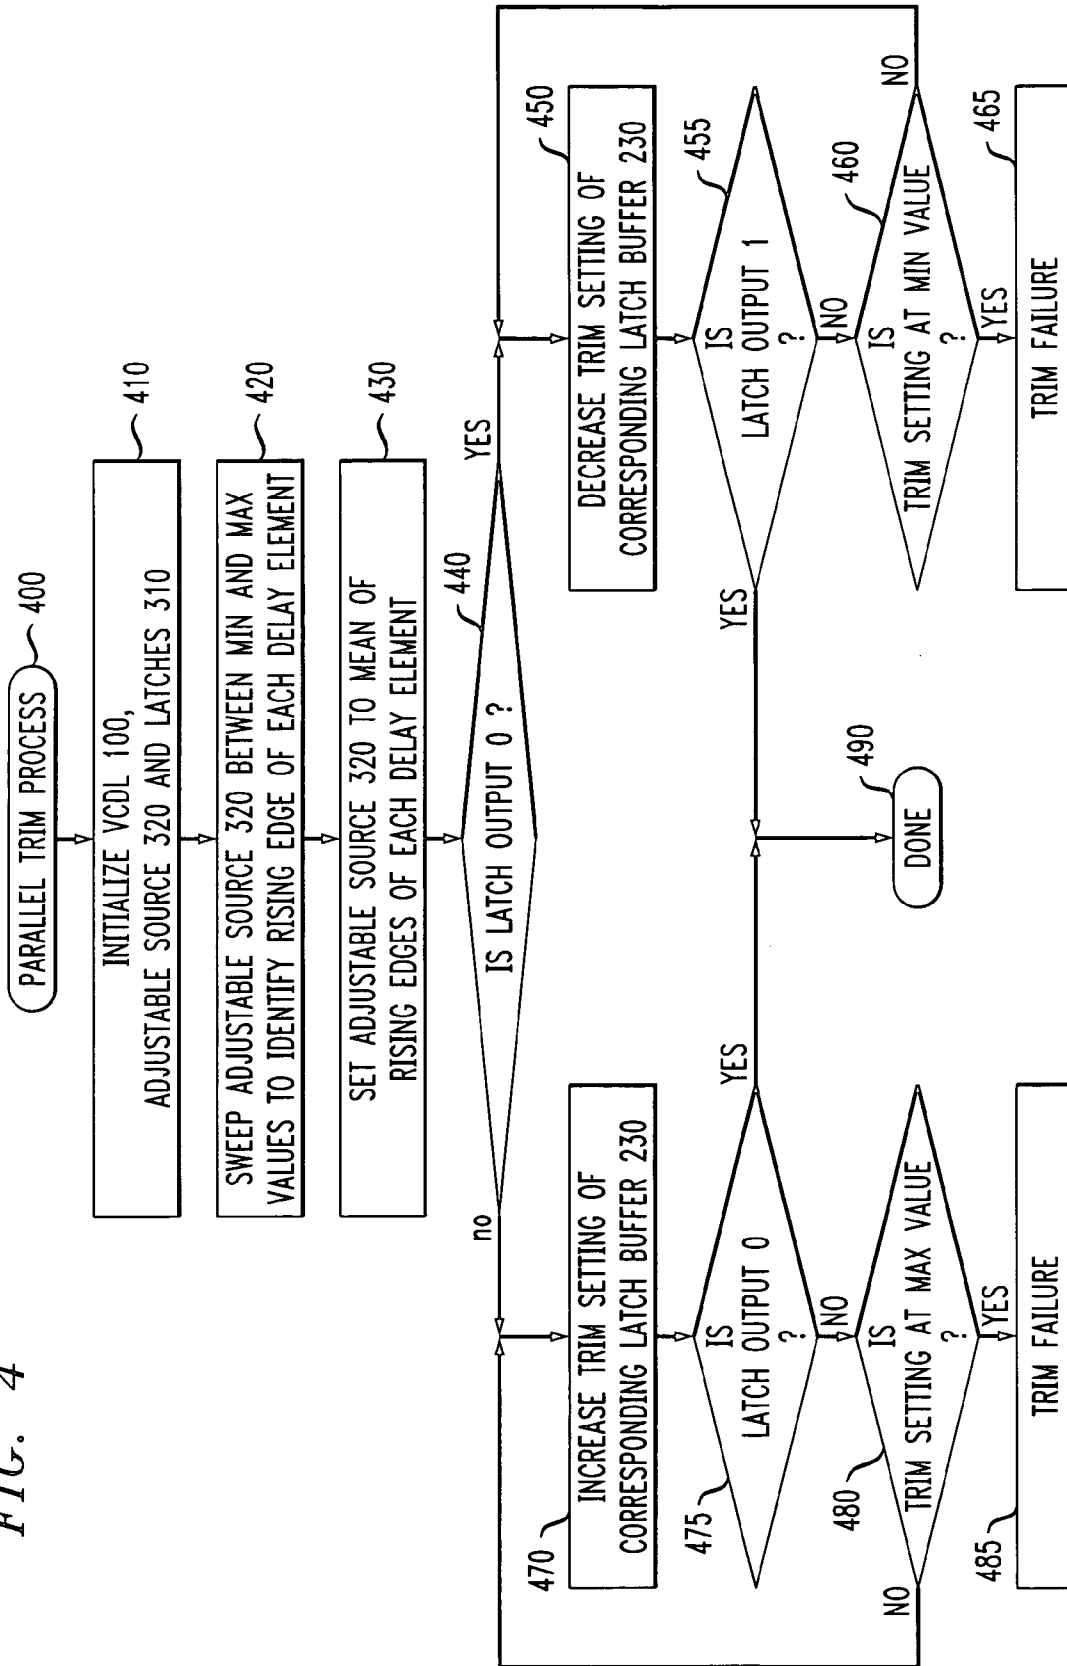 FIG. 4
PARALLEL TRIM PROCESS
400
INITIALIZE VCDL 100,
ADJUSTABLE SOURCE 320 AND LATCHES 310
410
SWEEP ADJUSTABLE SOURCE 320 BETWEEN MIN AND MAX
VALUES TO IDENTIFY RISING EDGE OF EACH DELAY ELEMENT
420
SET ADJUSTABLE SOURCE 320 TO MEAN OF
RISING EDGES OF EACH DELAY ELEMENT
430
IS LATCH OUTPUT 0 ?
440
no
YES
470
INCREASE TRIM SETTING OF
CORRESPONDING LATCH BUFFER 230
475
IS
LATCH OUTPUT 0
?
YES
NO
480
IS
TRIM SETTING AT MAX VALUE
?
NO
YES
485
TRIM FAILURE
DONE
490
450
DECREASE TRIM SETTING OF
CORRESPONDING LATCH BUFFER 230
455
IS
LATCH OUTPUT 1
?
YES
NO
460
IS
TRIM SETTING AT MIN VALUE
?
NO
YES
465
TRIM FAILURE